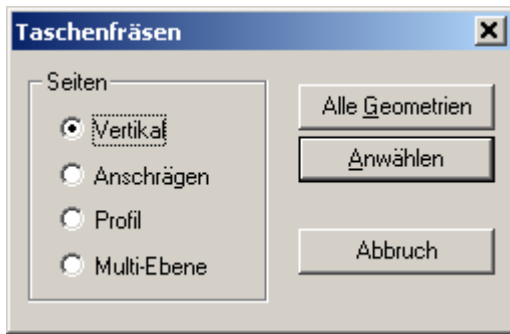 Taschenfräsen
Seiten
Vertikal
Anschrägen
Profil
Multi-Ebene
Alle Geometrien
Anwählen
Abbruch